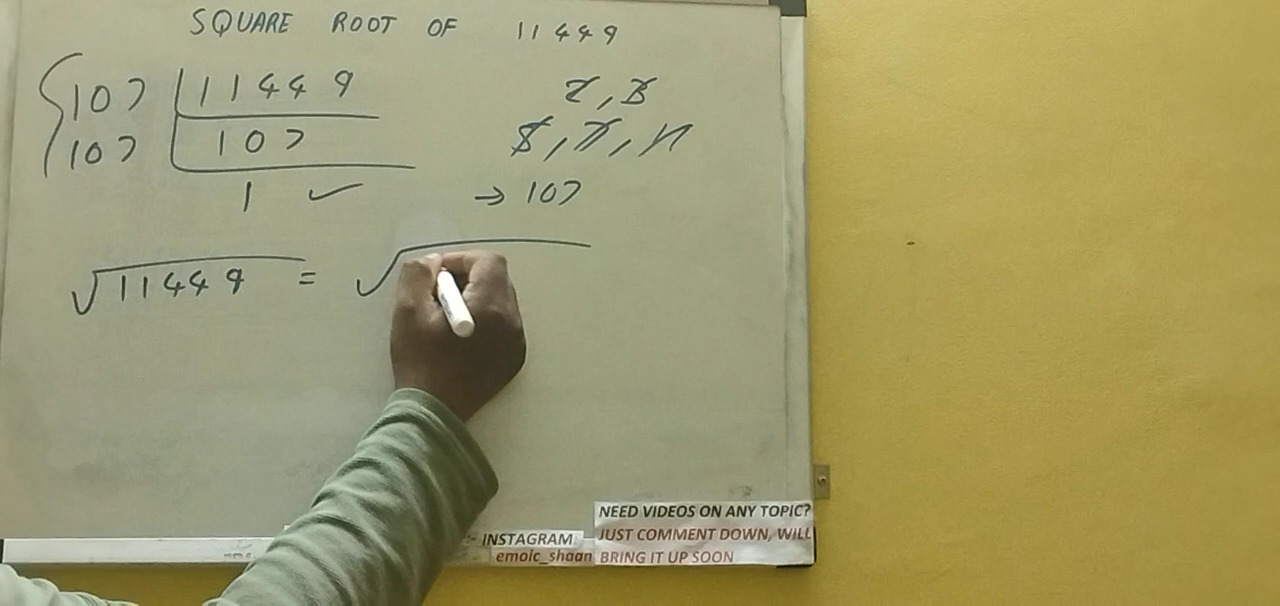 SQUARE ROOT OF 11449
107 11449
107 107
1 ✓
2, 3
5, 7, 11
→ 107
√11449 = √
INSTAGRAM
emoic_shaan
NEED VIDEOS ON ANY TOPIC?
JUST COMMENT DOWN, WILL
BRING IT UP SOON